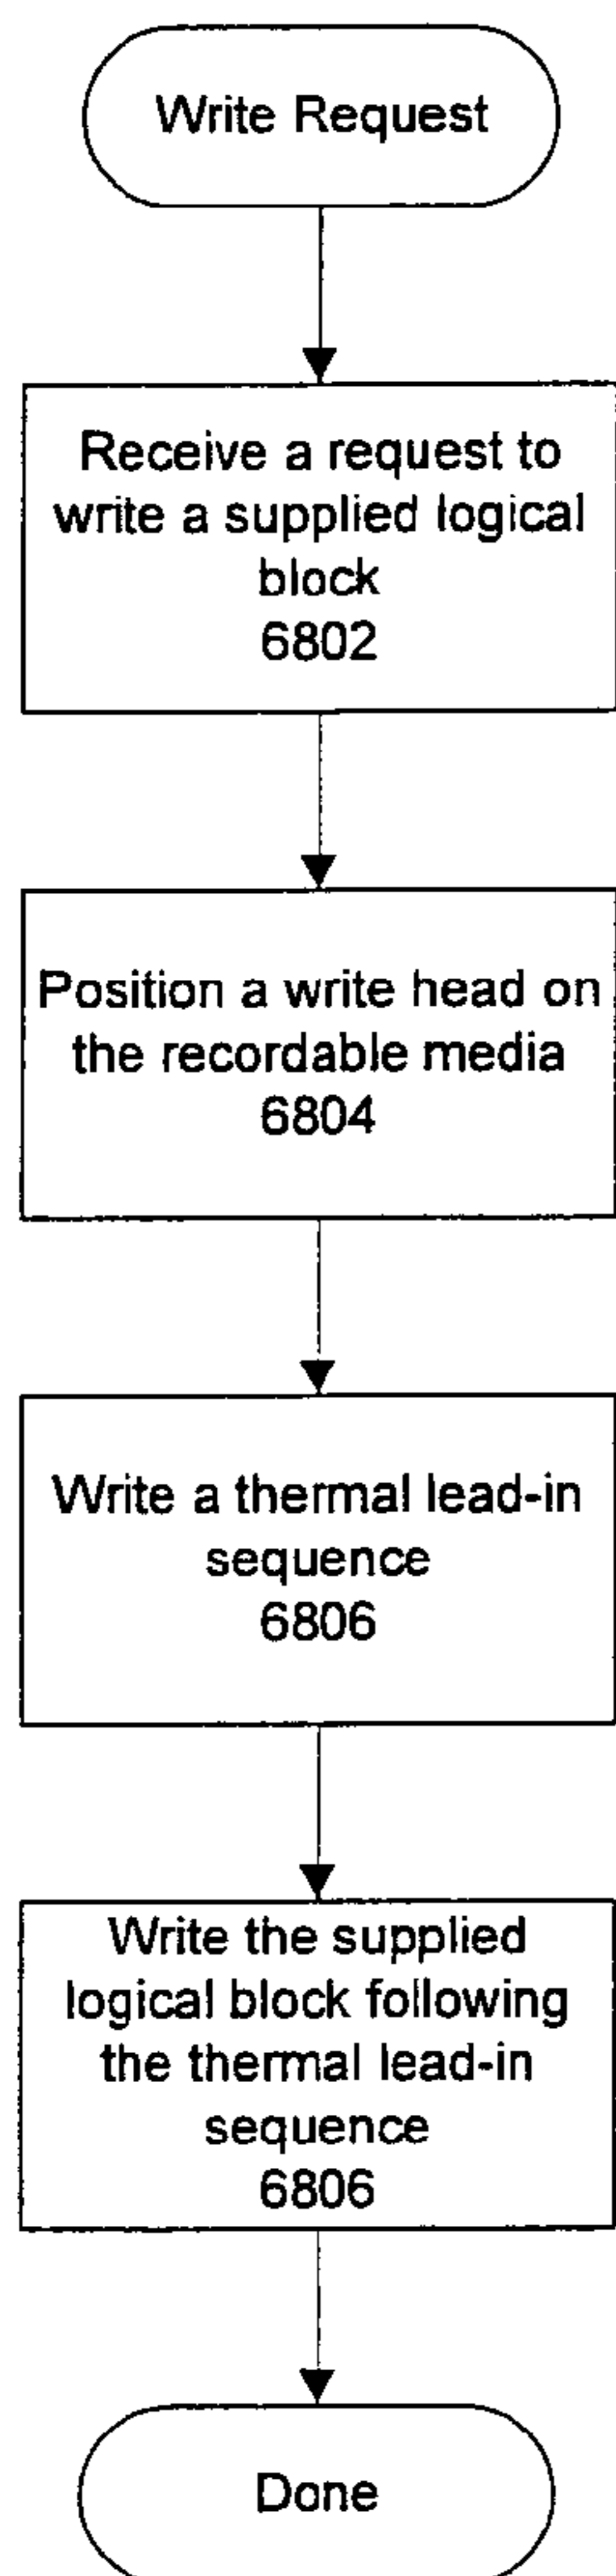 Write Request
Receive a request to
write a supplied logical
block
6802
Position a write head on
the recordable media
6804
Write a thermal lead-in
sequence
6806
Write the supplied
logical block following
the thermal lead-in
sequence
6806
Done